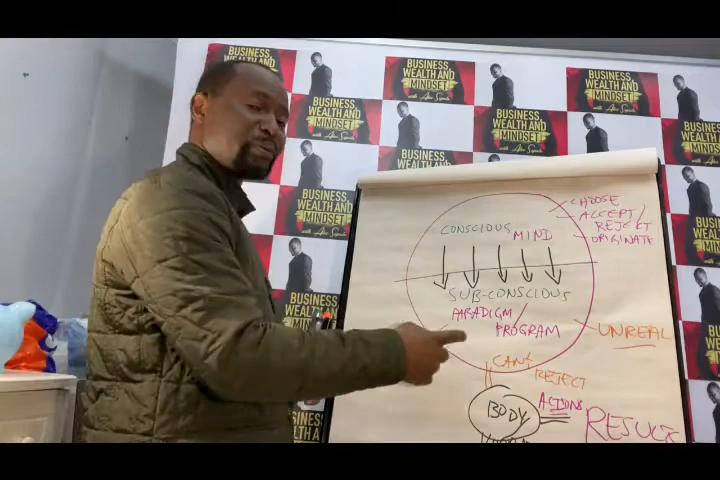 BUSINESS, WEALTH AND MINDSET
CONSCIOUS MIND
CHOOSE
ACCEPT/
REJECT
ORIGINATE
SUB-CONSCIOUS
PARADIGM /
PROGRAM
UNREAL
CAN'T
REJECT
BODY
ACTIONS
RESULT